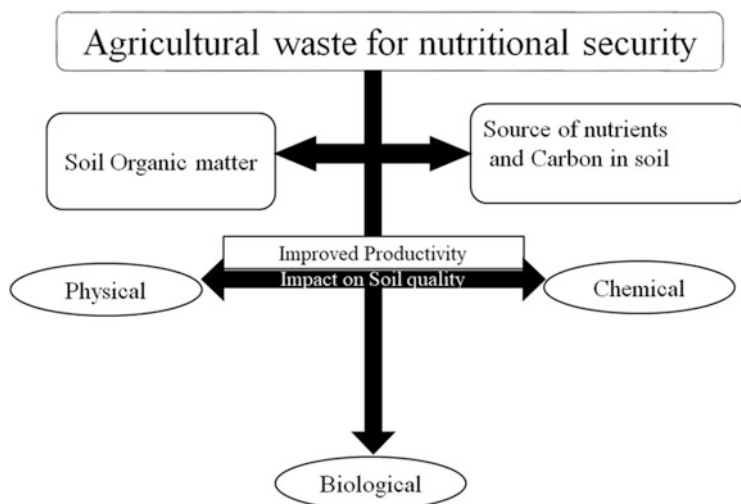 Agricultural waste for nutritional security
Soil Organic matter
Source of nutrients
and Carbon in soil
Improved Productivity
Impact on Soil quality
Physical
Chemical
Biological